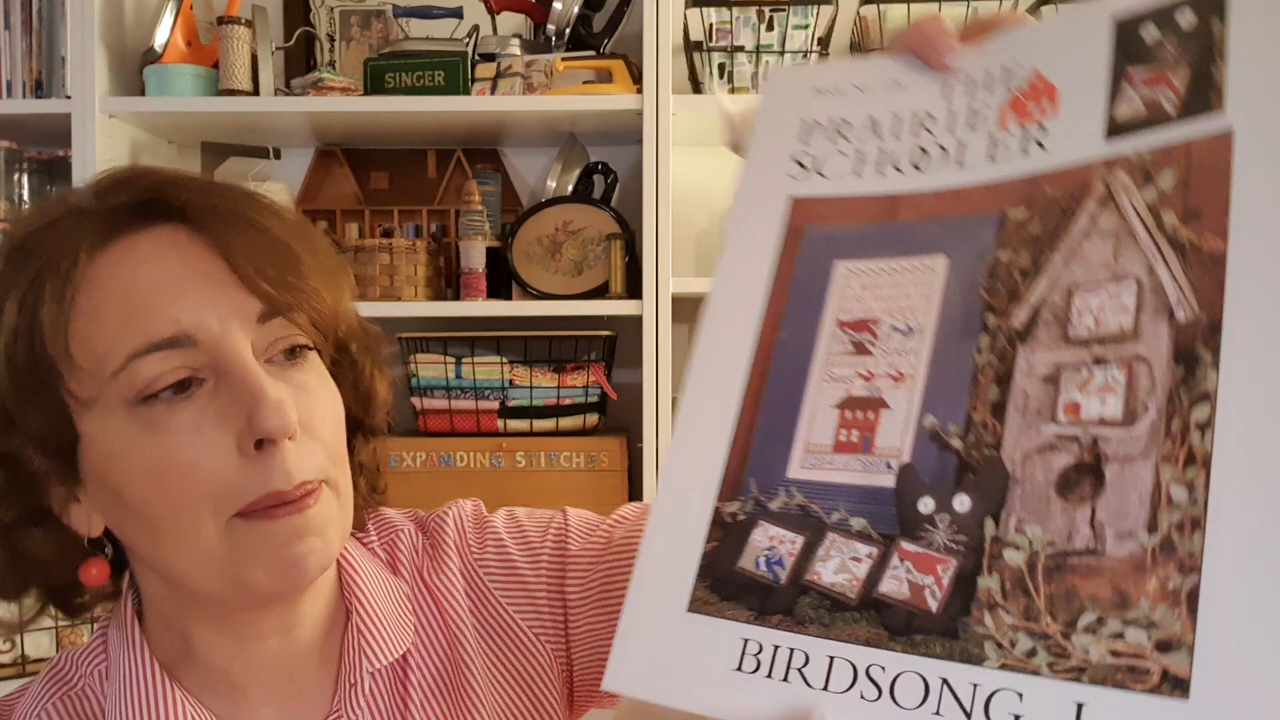 SINGER
EXPANDING STITCHES
THE
PRAIRIE
SCHOOLER
BIRDSONG I